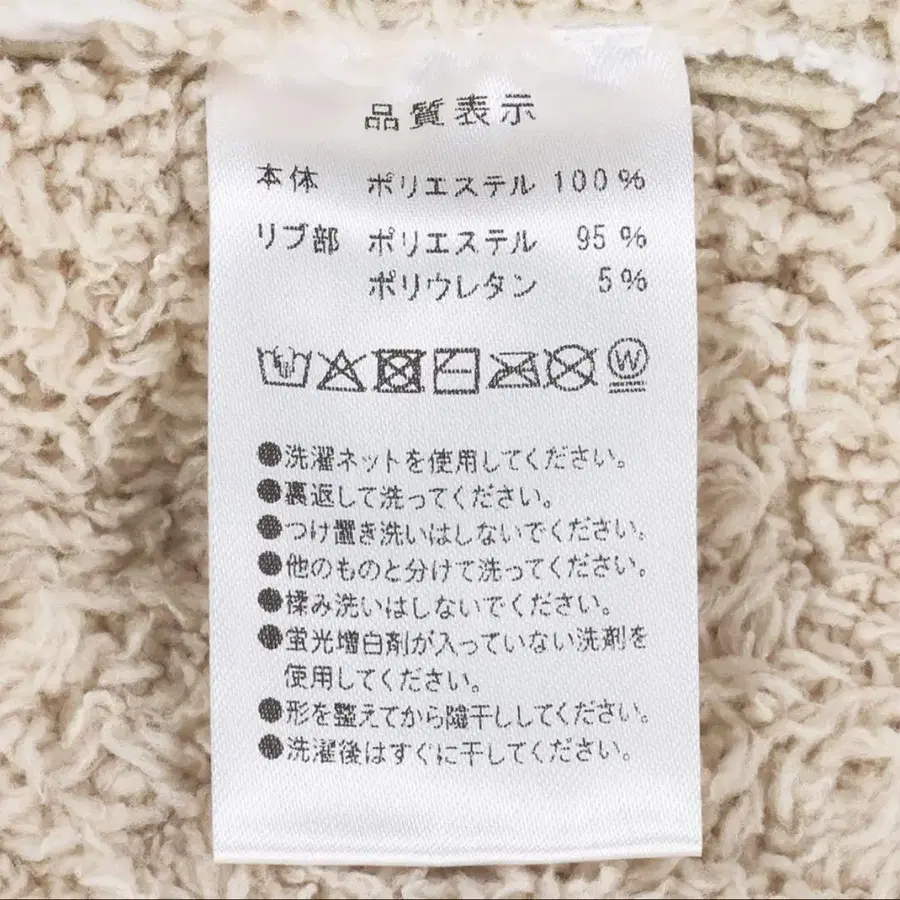 品質表示
本体 ポリエステル 100%
リブ部 ポリエステル 95%
ポリウレタン 5%
W
●洗濯ネットを使用してください。
●裏返して洗ってください。
●つけ置き洗いはしないでください。
●他のものと分けて洗ってください。
●揉み洗いはしないでください。
●蛍光増白剤が入っていない洗剤を
使用してください。
●形を整えてから陰干ししてください。
●洗濯後はすぐに干してください。